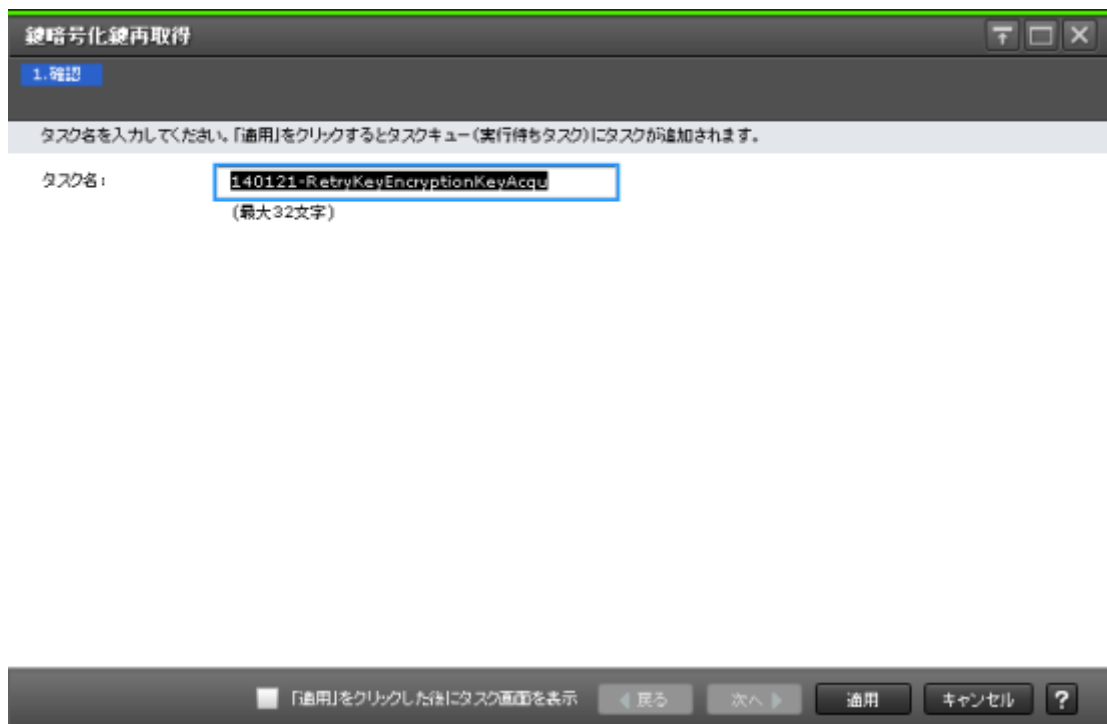 鍵暗号化鍵再取得
1.確認
タスク名を入力してください。「適用」をクリックするとタスクキュー(実行待ちタスク)にタスクが追加されます。
タスク名:
140121-RetryKeyEncryptionKeyAcqu
(最大32文字)
「適用」をクリックした後にタスク画面を表示
戻る
次へ
適用
キャンセル
?